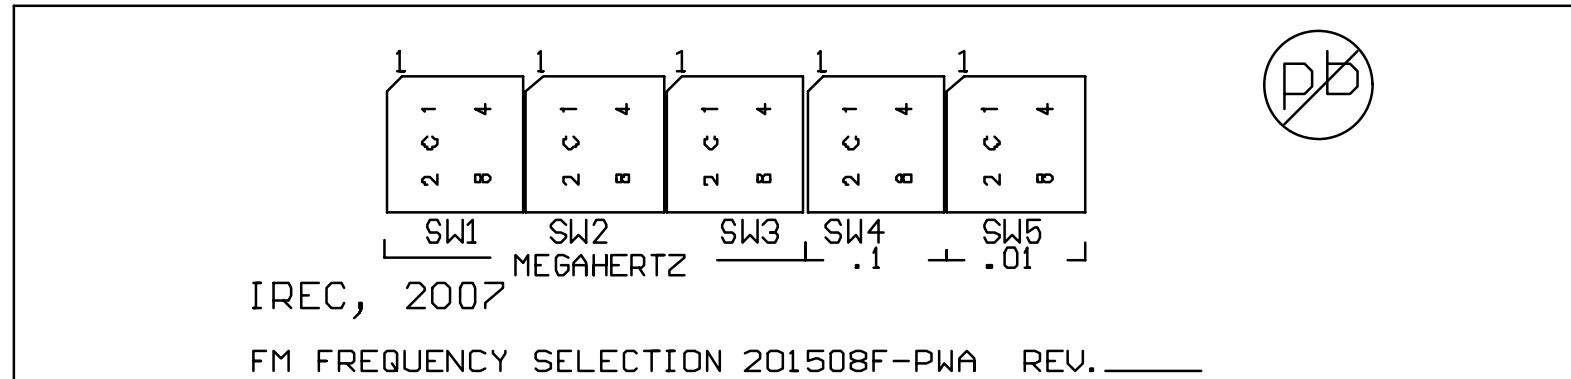 1 1 1 1 1
1 4 1 4 1 4 1 4 1 4
C C C C C
2 8 2 8 2 8 2 8 2 8
SW1 SW2 SW3 SW4 SW5
MEGAHERTZ .1 .01
IREC, 2007
FM FREQUENCY SELECTION 201508F-PWA REV.______
pb